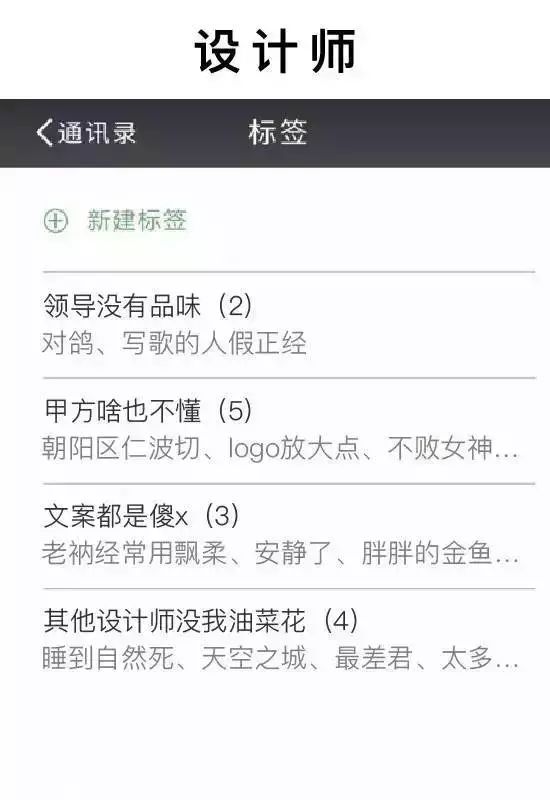 设计师
通讯录 标签
新建标签
领导没有品味（2）
对鸽、写歌的人假正经
甲方啥也不懂（5）
朝阳区仁波切、logo放大点、不败女神...
文案都是傻x（3）
老衲经常用飘柔、安静了、胖胖的金鱼...
其他设计师没我油菜花（4）
睡到自然死、天空之城、最差君、太多...